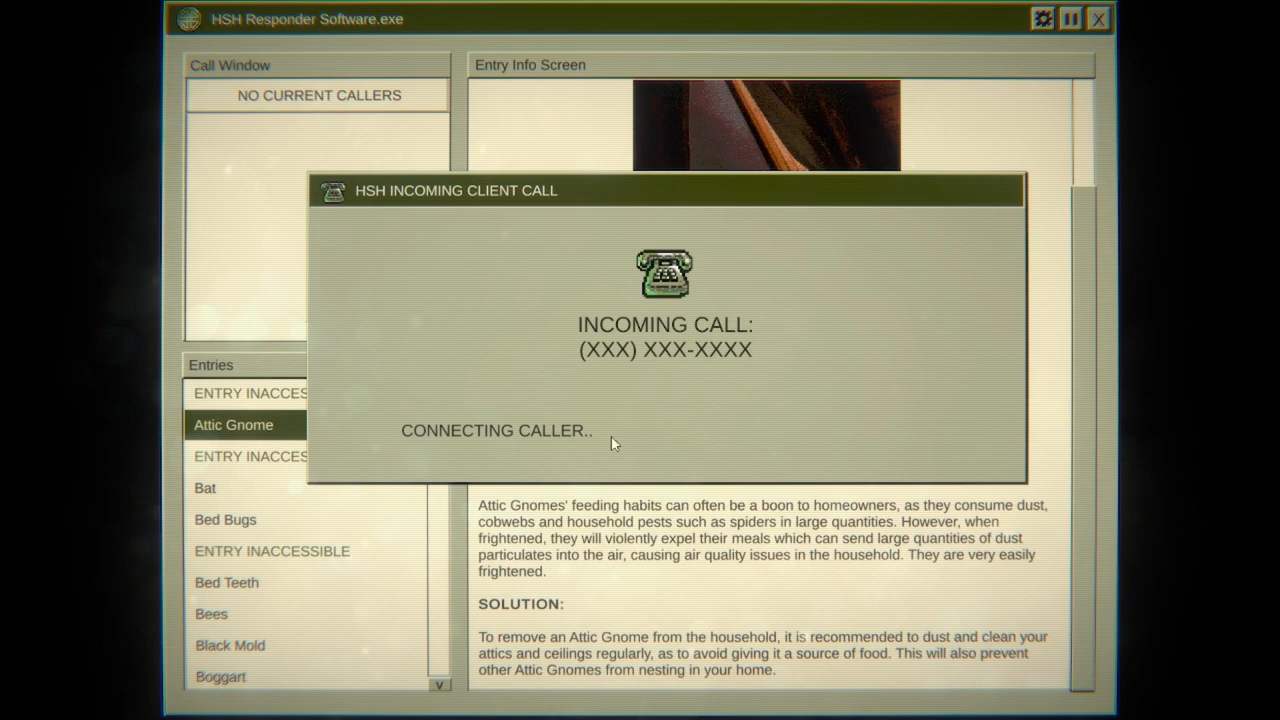 HSH Responder Software.exe
Call Window
NO CURRENT CALLERS
Entry Info Screen
HSH INCOMING CLIENT CALL
INCOMING CALL:
(XXX) XXX-XXXX
CONNECTING CALLER..
Entries
ENTRY INACCES
Attic Gnome
ENTRY INACCES
Bat
Bed Bugs
ENTRY INACCESSIBLE
Bed Teeth
Bees
Black Mold
Boggart
Attic Gnomes' feeding habits can often be a boon to homeowners, as they consume dust,
cobwebs and household pests such as spiders in large quantities. However, when
frightened, they will violently expel their meals which can send large quantities of dust
particulates into the air, causing air quality issues in the household. They are very easily
frightened.
SOLUTION:
To remove an Attic Gnome from the household, it is recommended to dust and clean your
attics and ceilings regularly, as to avoid giving it a source of food. This will also prevent
other Attic Gnomes from nesting in your home.